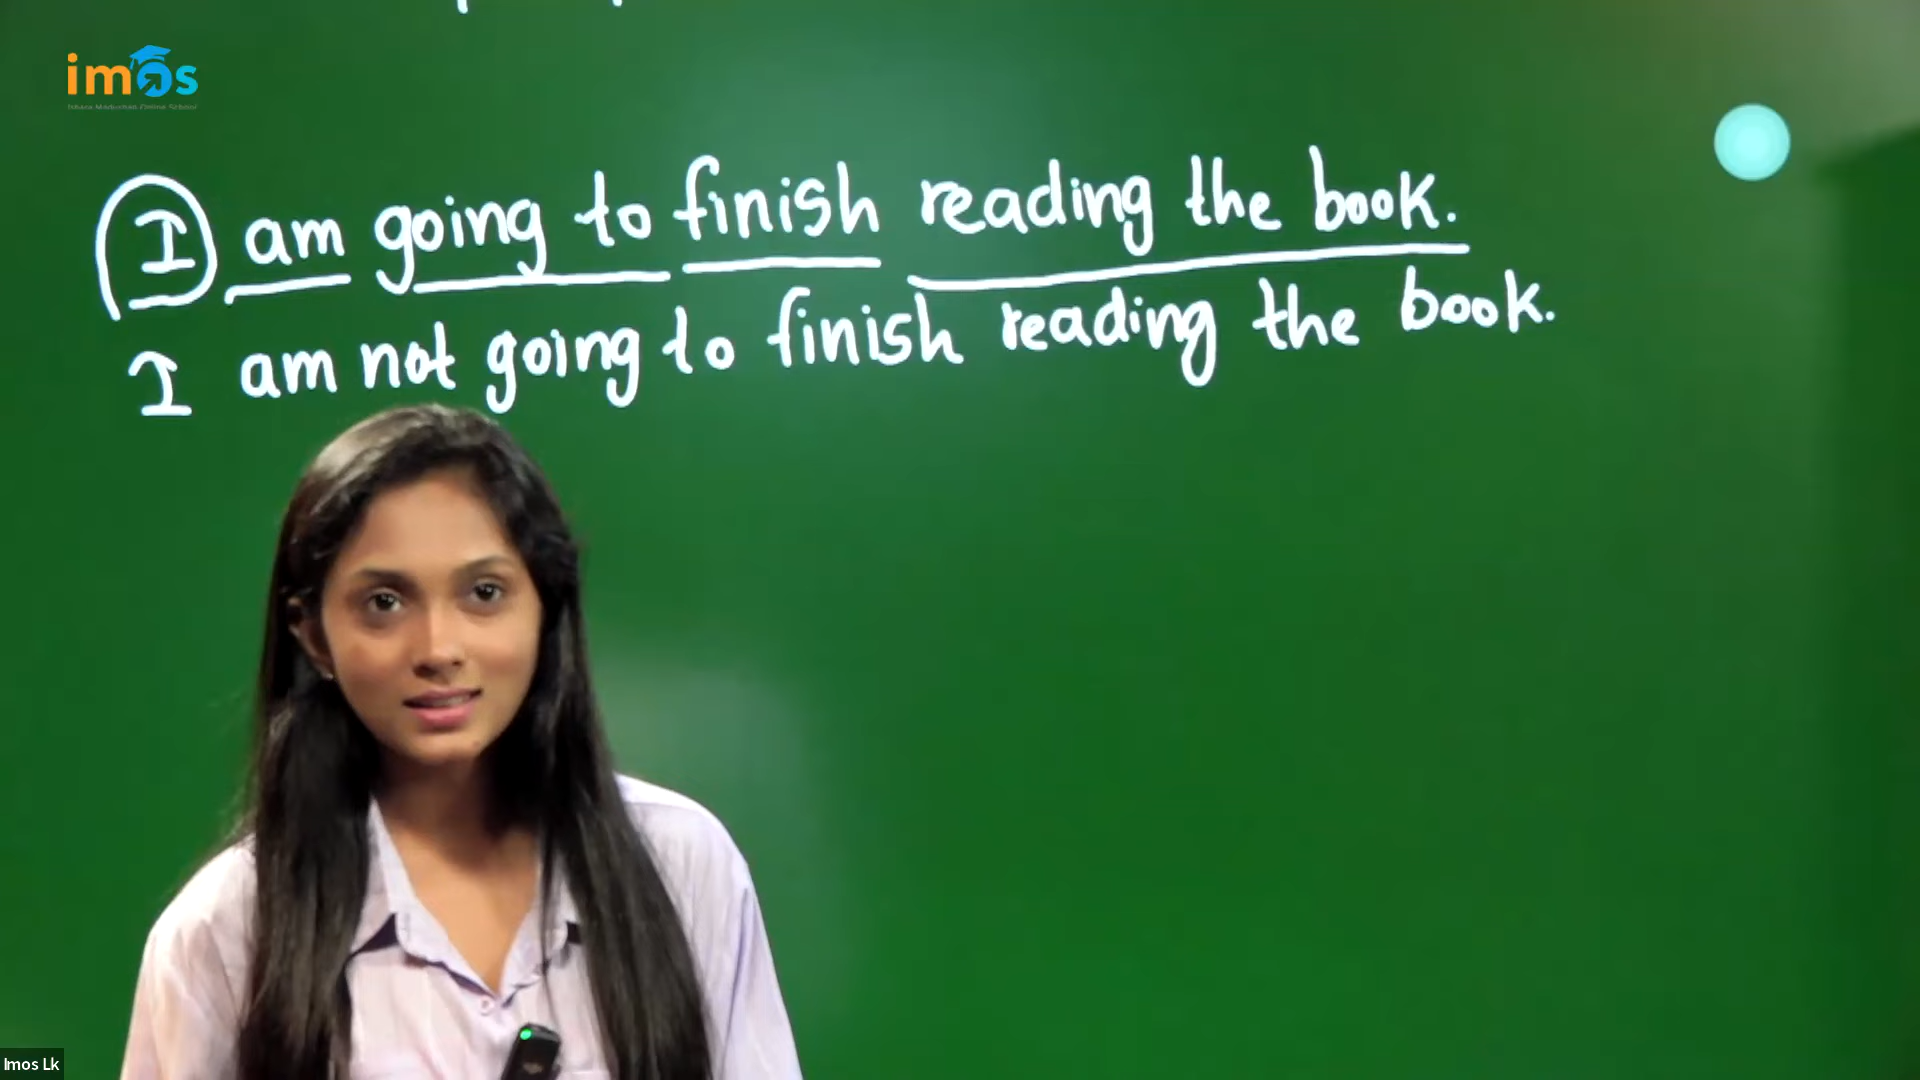 imos
I am going to finish reading the book.
I am not going to finish reading the book.
Imos Lk